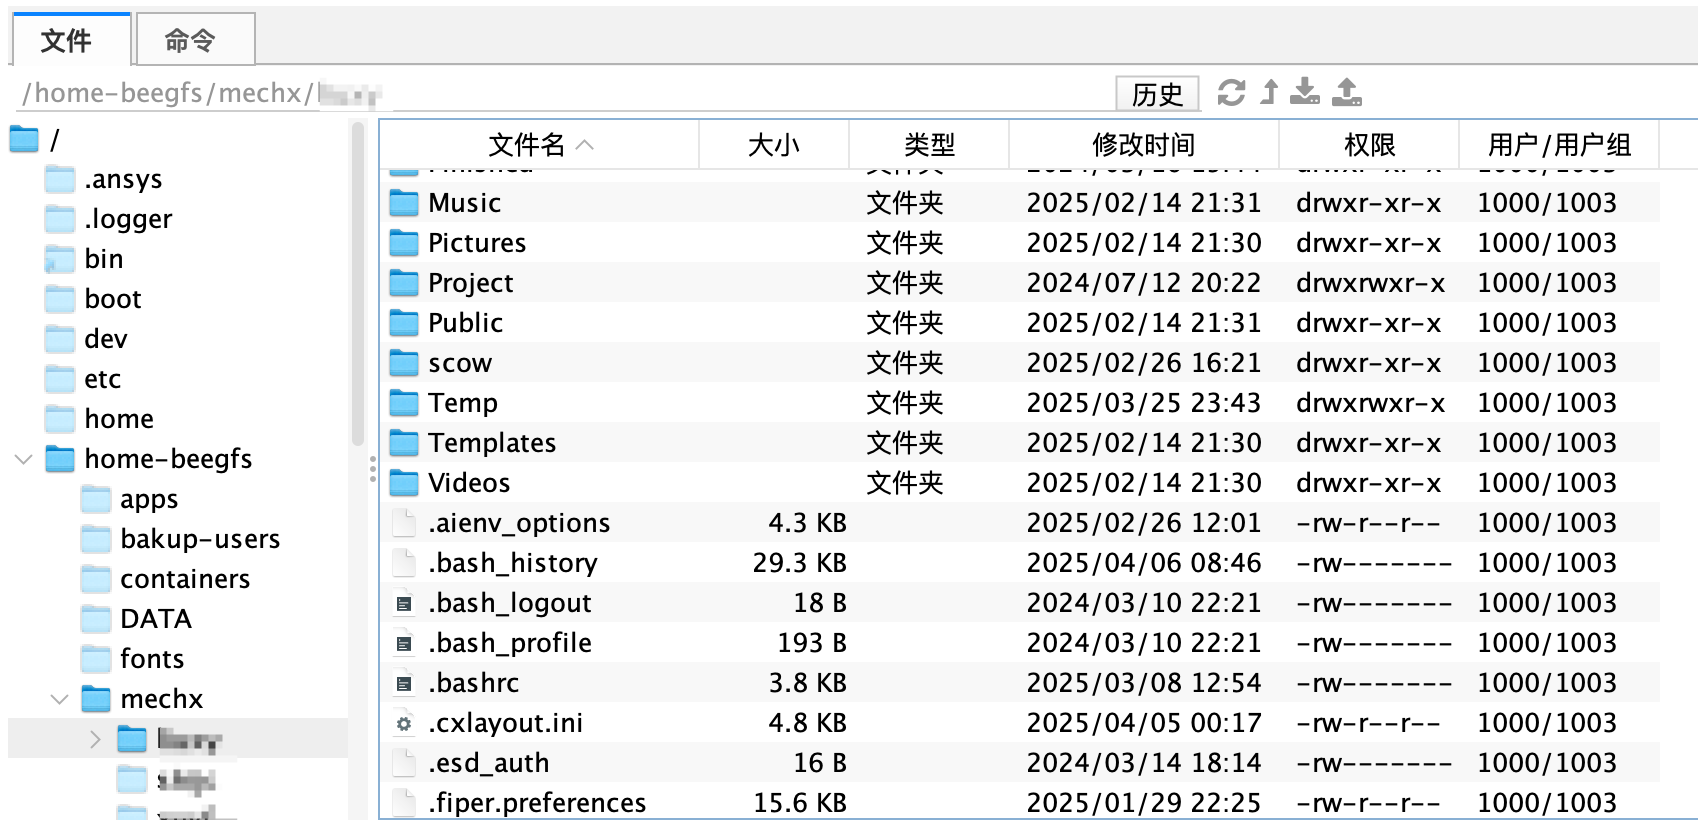 文件 命令
/home-beegfs/mechx/ 历史
/
.ansys
.logger
bin
boot
dev
etc
home
home-beegfs
apps
bakup-users
containers
DATA
fonts
mechx
文件名 大小 类型 修改时间 权限 用户/用户组
Music 文件夹 2025/02/14 21:31 drwxr-xr-x 1000/1003
Pictures 文件夹 2025/02/14 21:30 drwxr-xr-x 1000/1003
Project 文件夹 2024/07/12 20:22 drwxrwxr-x 1000/1003
Public 文件夹 2025/02/14 21:31 drwxr-xr-x 1000/1003
scow 文件夹 2025/02/26 16:21 drwxr-xr-x 1000/1003
Temp 文件夹 2025/03/25 23:43 drwxrwxr-x 1000/1003
Templates 文件夹 2025/02/14 21:30 drwxr-xr-x 1000/1003
Videos 文件夹 2025/02/14 21:30 drwxr-xr-x 1000/1003
.aienv_options 4.3 KB 2025/02/26 12:01 -rw-r--r-- 1000/1003
.bash_history 29.3 KB 2025/04/06 08:46 -rw------- 1000/1003
.bash_logout 18 B 2024/03/10 22:21 -rw------- 1000/1003
.bash_profile 193 B 2024/03/10 22:21 -rw------- 1000/1003
.bashrc 3.8 KB 2025/03/08 12:54 -rw------- 1000/1003
.cxlayout.ini 4.8 KB 2025/04/05 00:17 -rw-r--r-- 1000/1003
.esd_auth 16 B 2024/03/14 18:14 -rw------- 1000/1003
.fiper.preferences 15.6 KB 2025/01/29 22:25 -rw-r--r-- 1000/1003